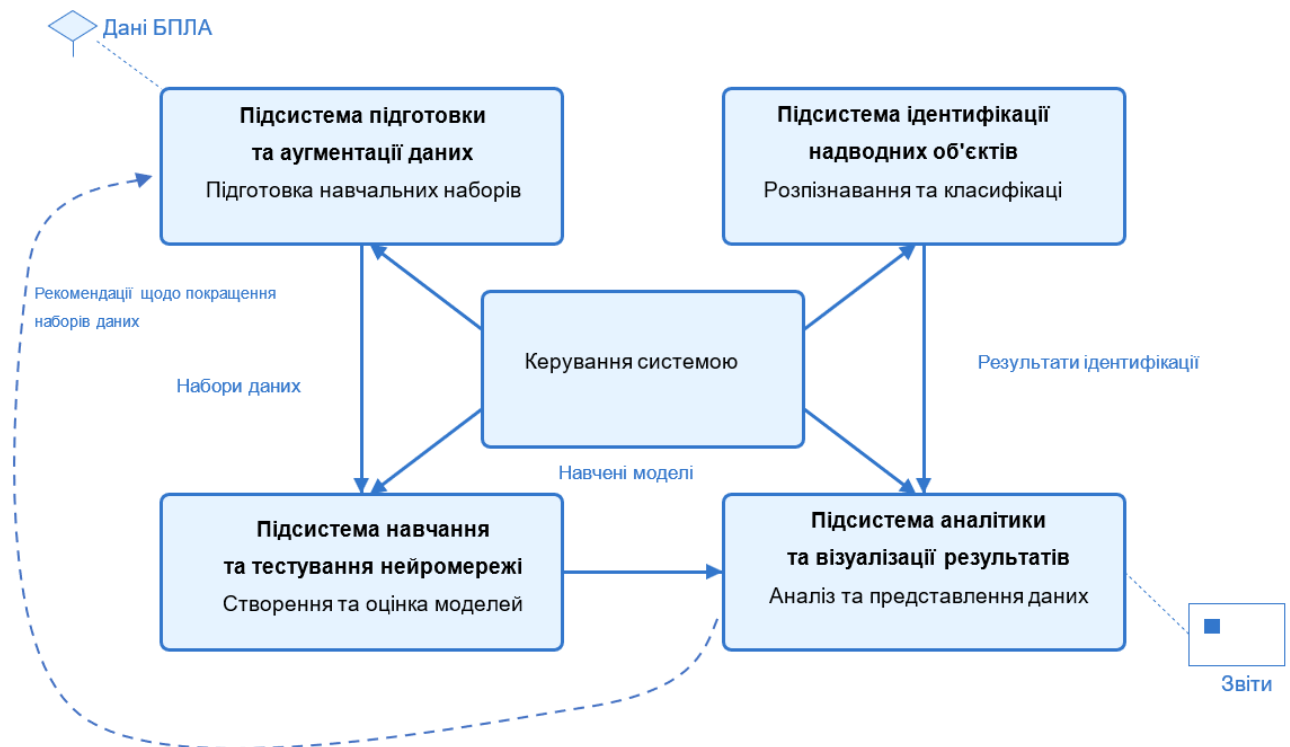 Дані БПЛА
Підсистема підготовки
та аугментації даних
Підготовка навчальних наборів
Підсистема ідентифікації
надводних об'єктів
Розпізнавання та класифікаці
Рекомендації щодо покращення
наборів даних
Набори даних
Керування системою
Результати ідентифікації
Навчені моделі
Підсистема навчання
та тестування нейромережі
Створення та оцінка моделей
Підсистема аналітики
та візуалізації результатів
Аналіз та представлення даних
Звіти